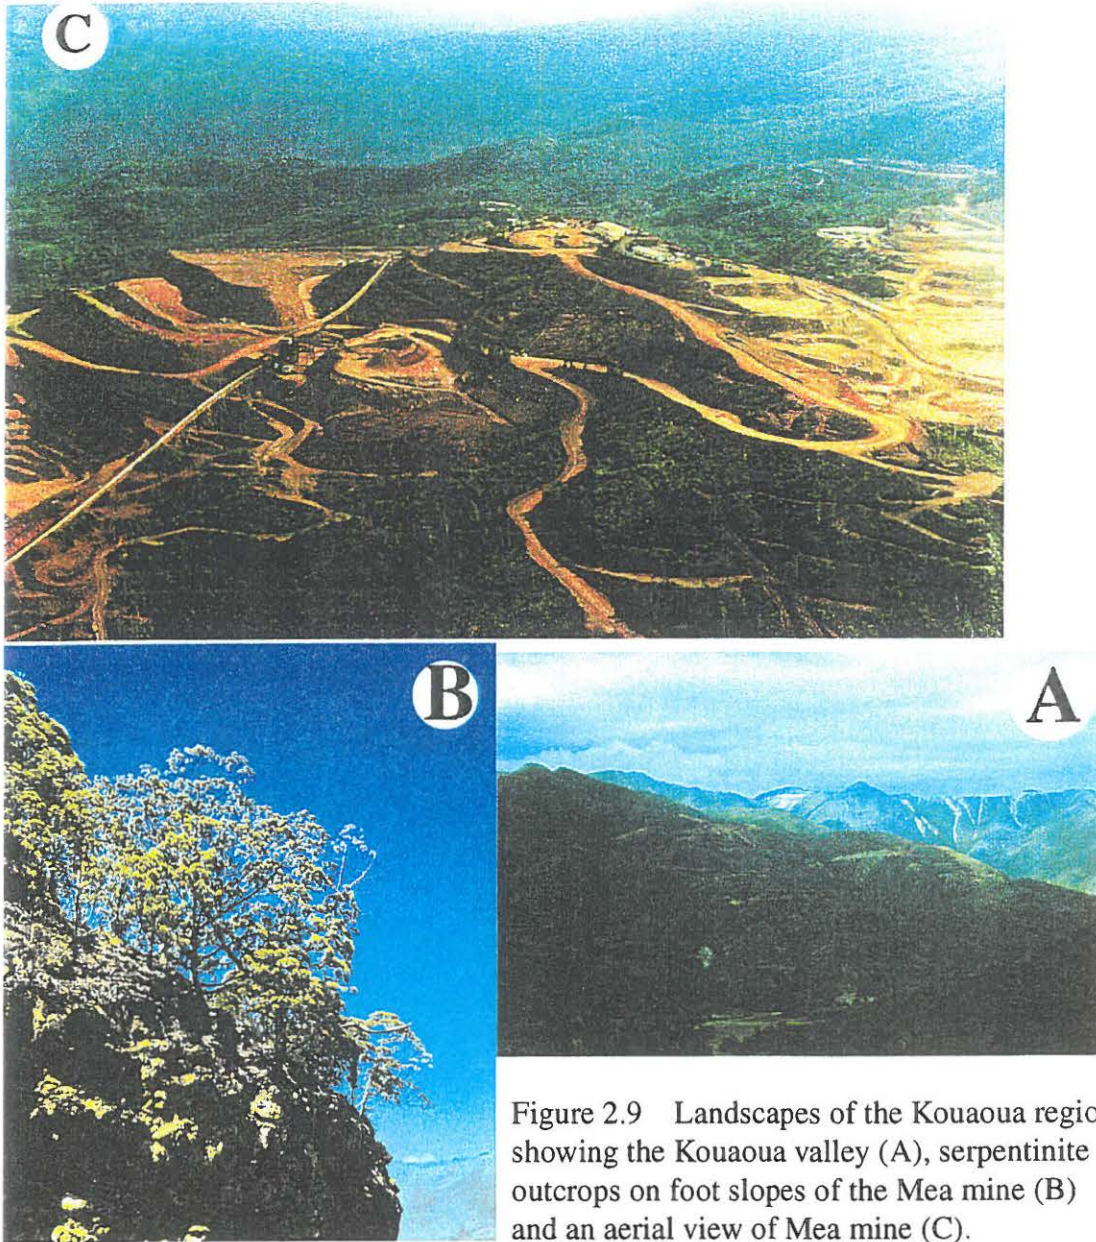 C
B
A
Figure 2.9 Landscapes of the Kouaoua regio
showing the Kouaoua valley (A), serpentinite
outcrops on foot slopes of the Mea mine (B)
and an aerial view of Mea mine (C).